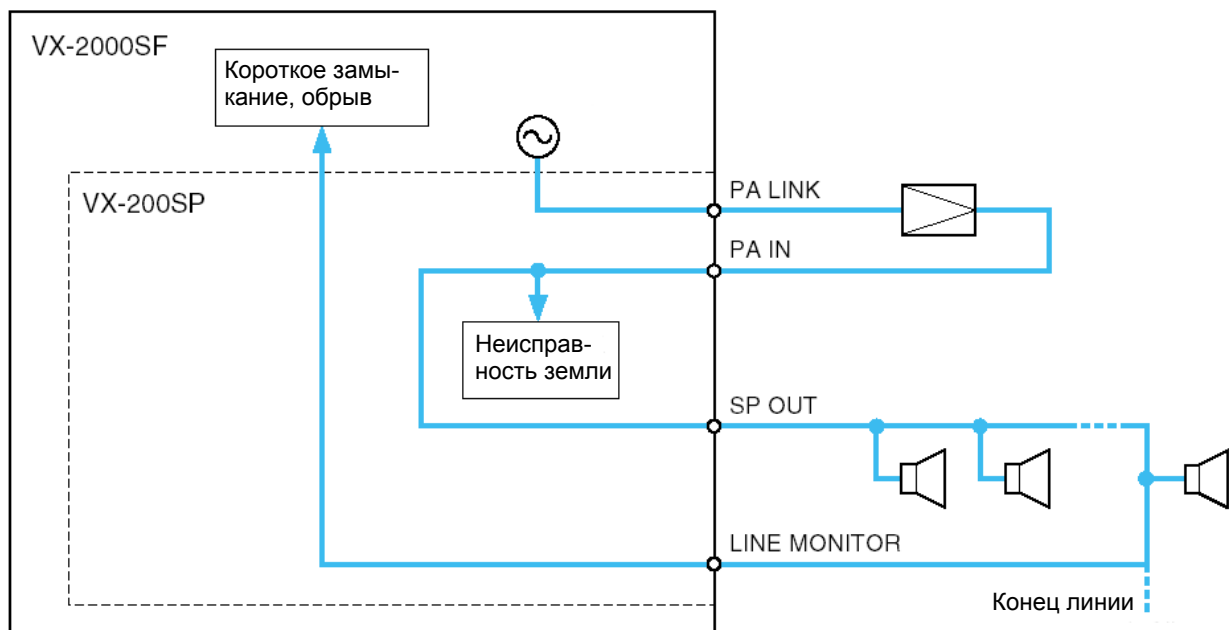 VX-2000SF
Короткое замы-
кание, обрыв
VX-200SP
PA LINK
PA IN
Неисправ-
ность земли
SP OUT
LINE MONITOR
Конец линии